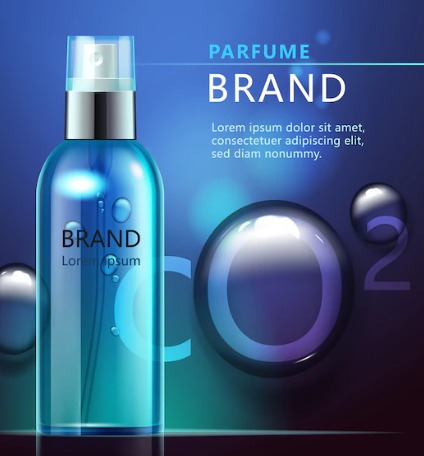 PARFUME
BRAND
Lorem ipsum dolor sit amet,
consectetuer adipiscing elit,
sed diam nonummy.
BRAND
Lorem ipsum
CO²